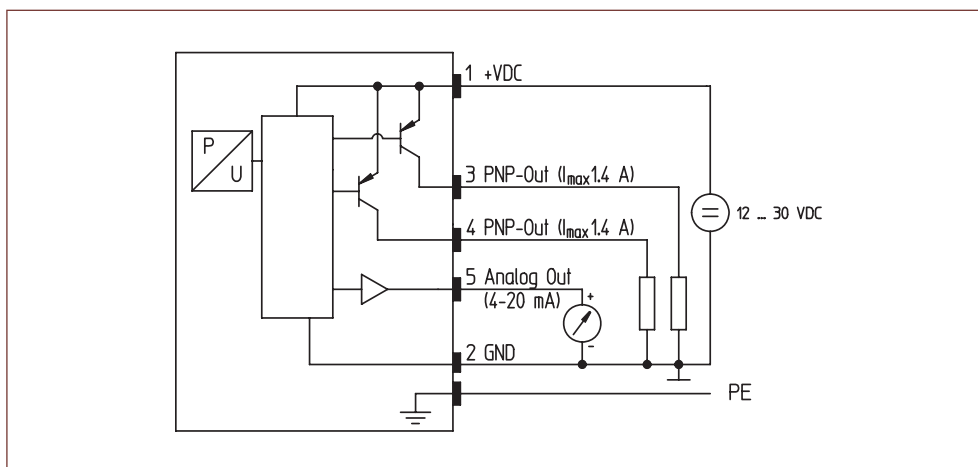 1 +VDC
P
U
3 PNP-Out (Imax1.4 A)
12 ... 30 VDC
4 PNP-Out (Imax1.4 A)
5 Analog Out
(4-20 mA)
+
-
2 GND
PE